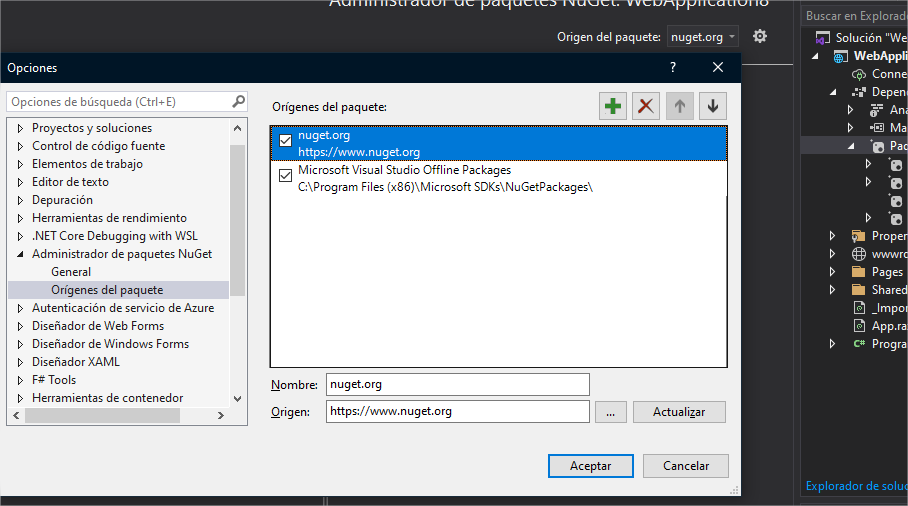 Administrador de paquetes NuGet: WebApplication8
Origen del paquete: nuget.org
Opciones
?
Opciones de búsqueda (Ctrl+E)
Proyectos y soluciones
Control de código fuente
Elementos de trabajo
Editor de texto
Depuración
Herramientas de rendimiento
.NET Core Debugging with WSL
Administrador de paquetes NuGet
General
Orígenes del paquete
Autenticación de servicio de Azure
Diseñador de Web Forms
Diseñador de Windows Forms
Diseñador XAML
F# Tools
Herramientas de contenedor
Orígenes del paquete:
nuget.org
https://www.nuget.org
Microsoft Visual Studio Offline Packages
C:\Program Files (x86)\Microsoft SDKs\NuGetPackages\
Nombre: nuget.org
Origen: https://www.nuget.org
...
Actualizar
Aceptar
Cancelar
Buscar en Explorado
Solución "We
WebApplic
Conne
Depend
Ana
Ma
Paq
Proper
wwwro
Pages
Shared
_Impor
App.ra
C# Progra
Explorador de soluc